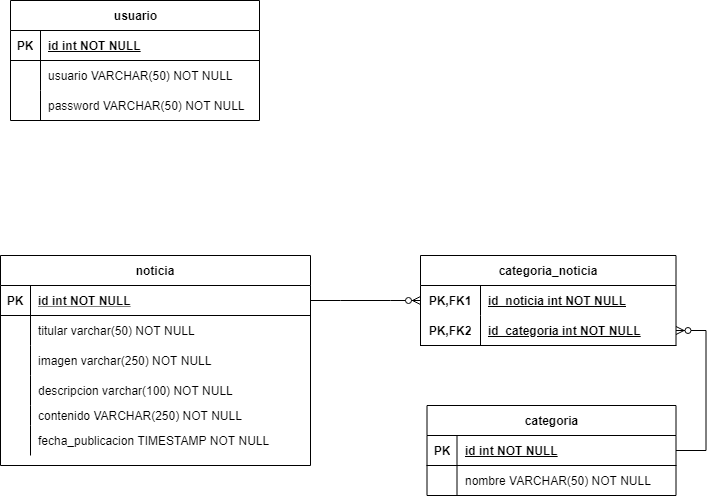 usuario
PK id int NOT NULL
usuario VARCHAR(50) NOT NULL
password VARCHAR(50) NOT NULL
noticia
PK id int NOT NULL
titular varchar(50) NOT NULL
imagen varchar(250) NOT NULL
descripcion varchar(100) NOT NULL
contenido VARCHAR(250) NOT NULL
fecha_publicacion TIMESTAMP NOT NULL
categoria_noticia
PK,FK1 id_noticia int NOT NULL
PK,FK2 id_categoria int NOT NULL
categoria
PK id int NOT NULL
nombre VARCHAR(50) NOT NULL